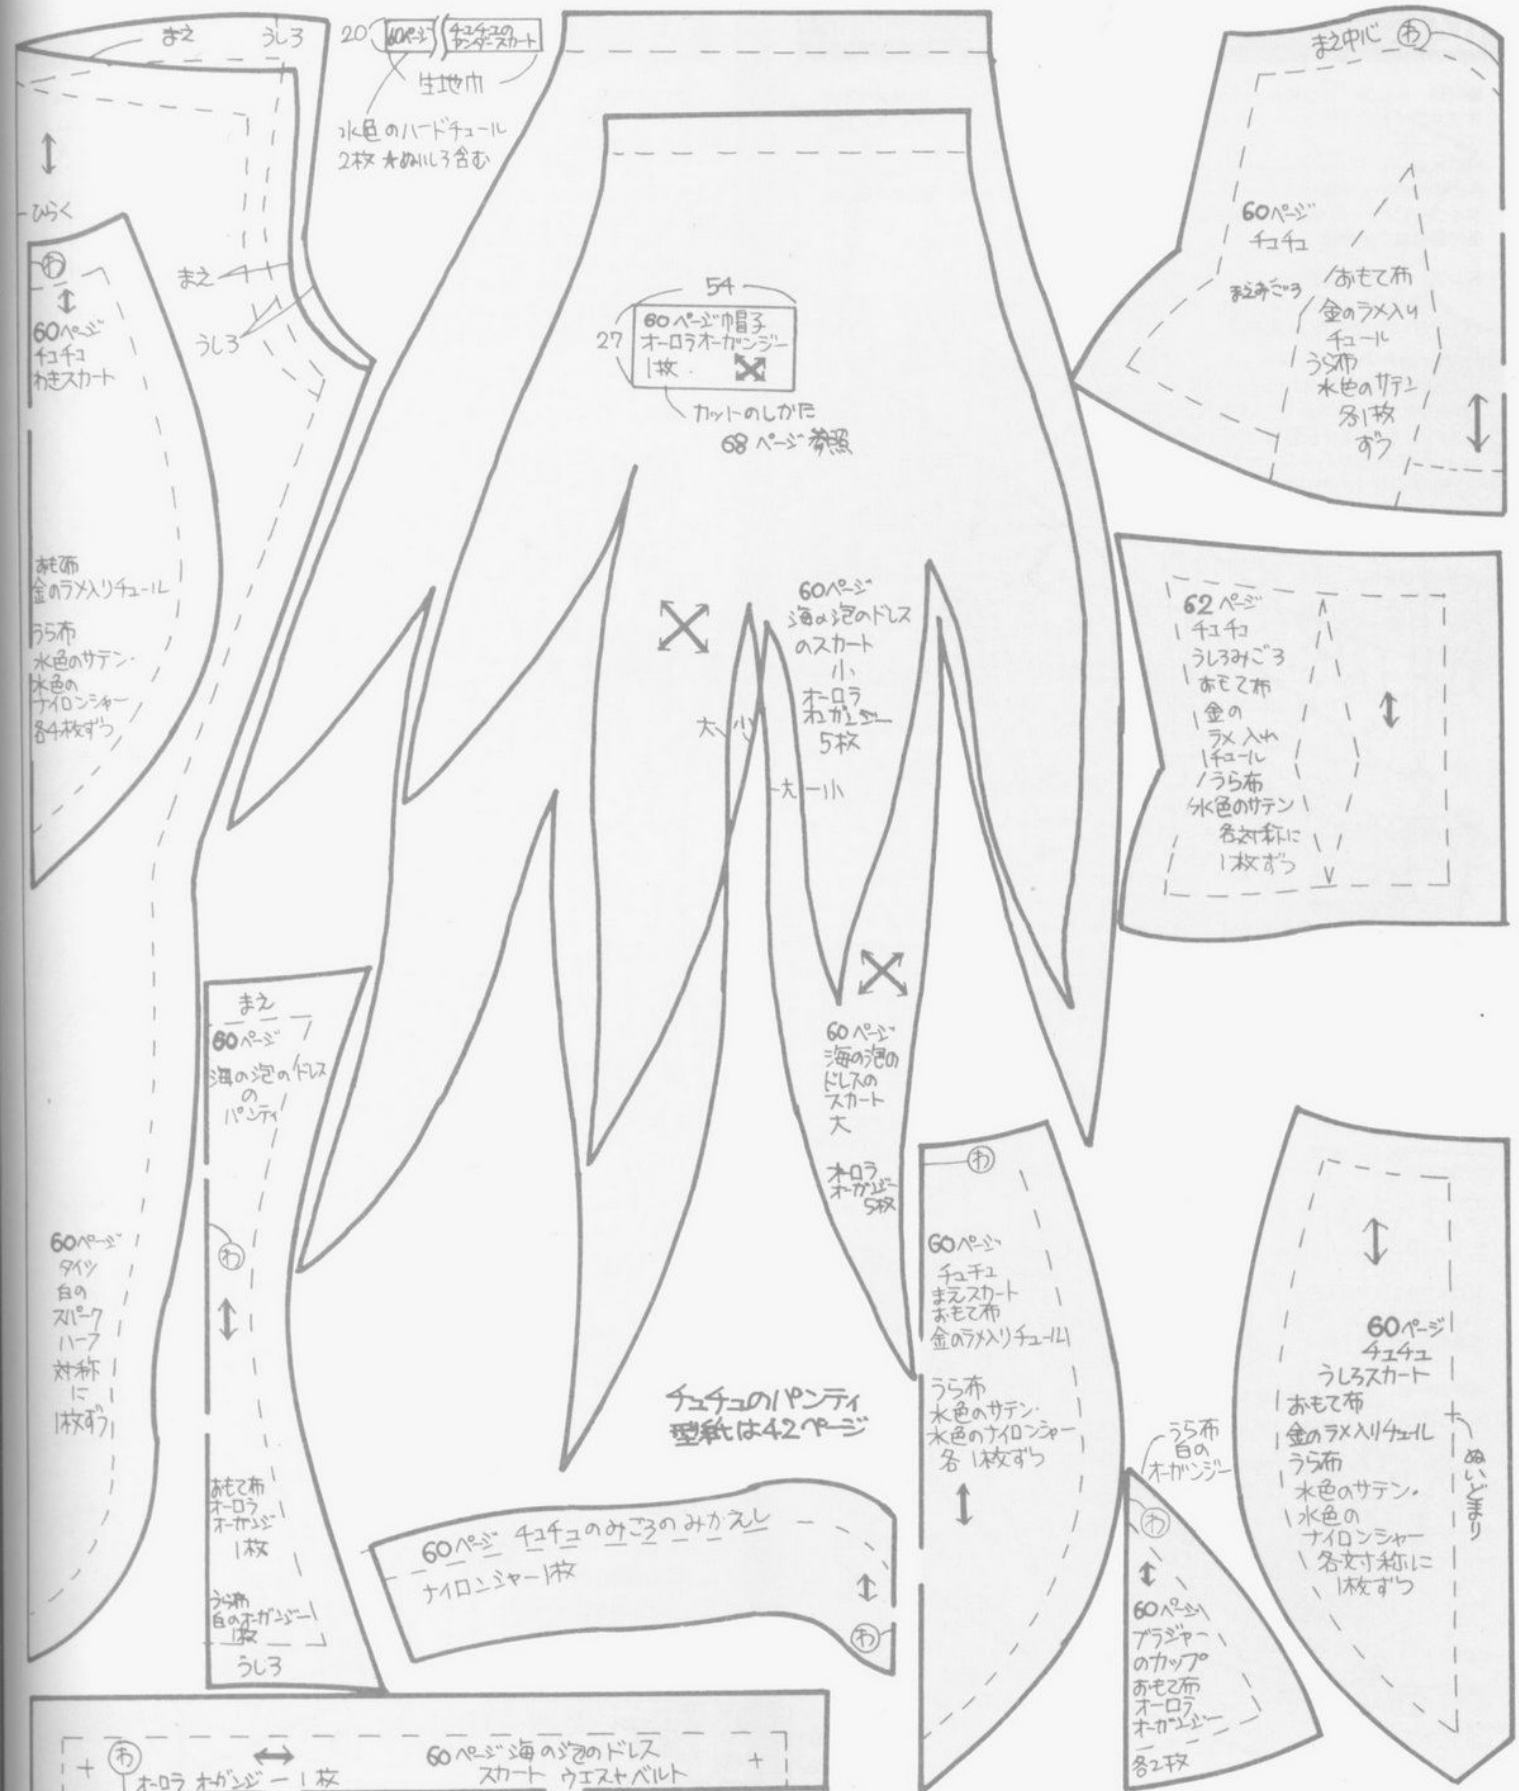 まえ
うしろ
20
60ページ
チュチュの
アンダースカート
生地巾
水色のハードチュール
2枚 ★ぬいしろ含む
ひらく
まえ
うしろ
わ
60ページ
チュチュ
わきスカート
おもて布
金のラメ入りチュール
うら布
水色のサテン・
水色の
ナイロンシャー
各4枚ずつ
60ページ
タイツ
白の
スパーク
ハーフ
対称
に
1枚ずつ
まえ
60ページ
海の泡のドレス
の
パンティ
わ
おもて布
オーロラ
オーガンジー
1枚
うら布
白のオーガンジー
1枚
うしろ
54
27
60ページ帽子
オーロラオーガンジー
1枚
カットのしかた
68ページ参照
60ページ
海の泡のドレス
のスカート
小
オーロラ
オーガンジー
5枚
大 小
大 小
60ページ
海の泡の
ドレスの
スカート
大
オーロラ
オーガンジー
5枚
チュチュのパンティ
型紙は42ページ
60ページ チュチュのみごろのみかえし
ナイロンシャー1枚
わ
まえ中心 わ
60ページ
チュチュ
まえみごろ
おもて布
金のラメ入り
チュール
うら布
水色のサテン
各1枚
ずつ
62ページ
チュチュ
うしろみごろ
おもて布
金の
ラメ入り
チュール
うら布
水色のサテン
各対称に
1枚ずつ
わ
60ページ
チュチュ
まえスカート
おもて布
金のラメ入りチュール
うら布
水色のサテン・
水色のナイロンシャー
各1枚ずつ
60ページ
チュチュ
うしろスカート
おもて布
金のラメ入りチュール
うら布
水色のサテン・
水色の
ナイロンシャー
各対称に
1枚ずつ
ぬいどまり
うら布
白の
オーガンジー
わ
60ページ
ブラジャー
のカップ
おもて布
オーロラ
オーガンジー
各2枚
わ
オーロラオーガンジー1枚
60ページ海の泡のドレス
スカート ウエストベルト